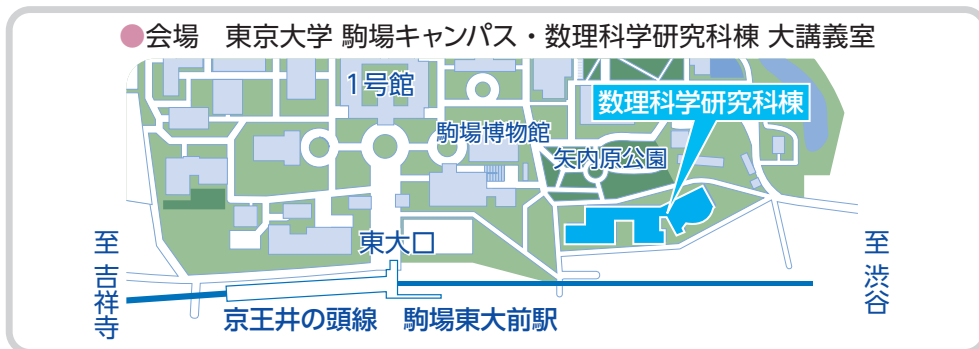 ●会場 東京大学 駒場キャンパス・数理科学研究科棟 大講義室
1号館
数理科学研究科棟
駒場博物館
矢内原公園
東大口
至吉祥寺
至渋谷
京王井の頭線 駒場東大前駅